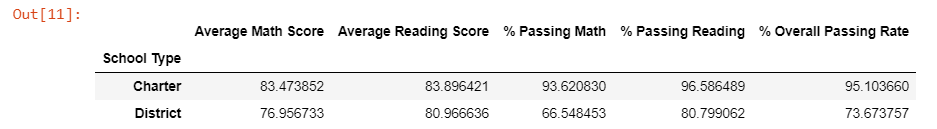 Out[11]:
Average Math Score Average Reading Score % Passing Math % Passing Reading % Overall Passing Rate
School Type
Charter 83.473852 83.896421 93.620830 96.586489 95.103660
District 76.956733 80.966636 66.548453 80.799062 73.673757